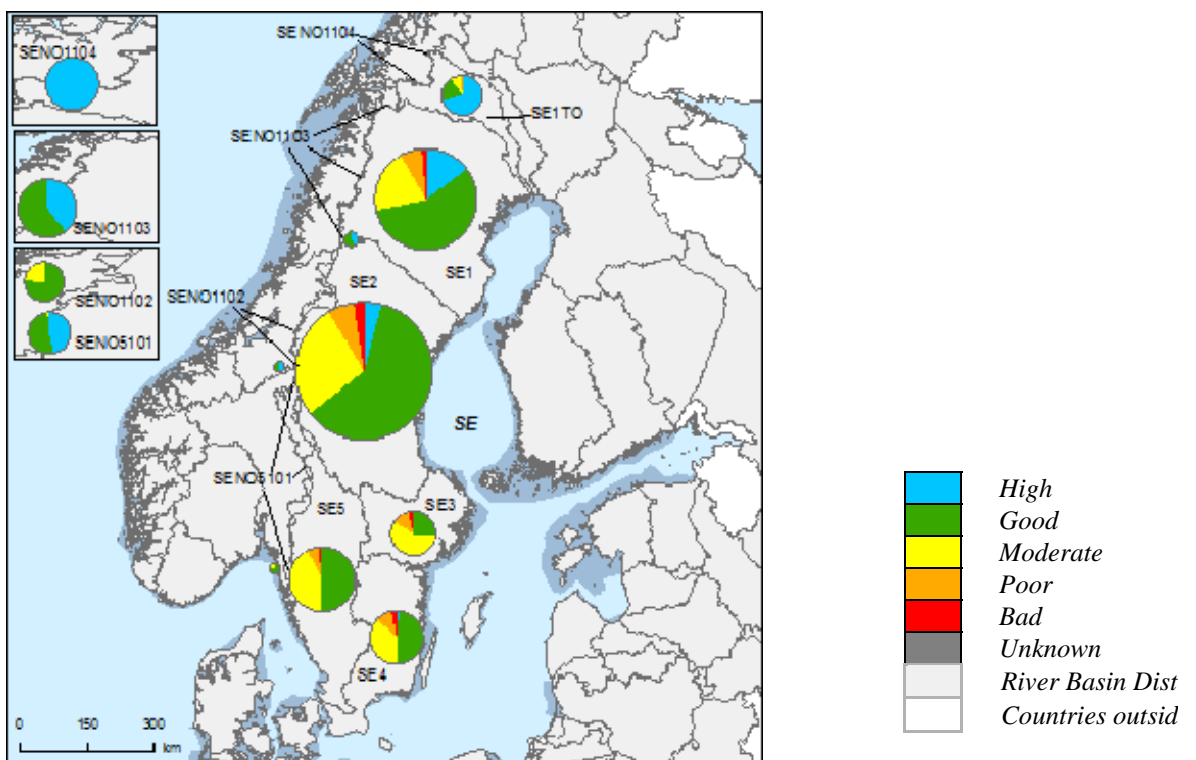 SENO1104
SENO1103
SENO1102
SENO5101
SENO1104
SE1TO
SENO1103
SE1
SE2
SENO1102
SE
SENO5101
SE3
SE5
SE4
0 150 300
km
High
Good
Moderate
Poor
Bad
Unknown
River Basin Dist
Countries outsid